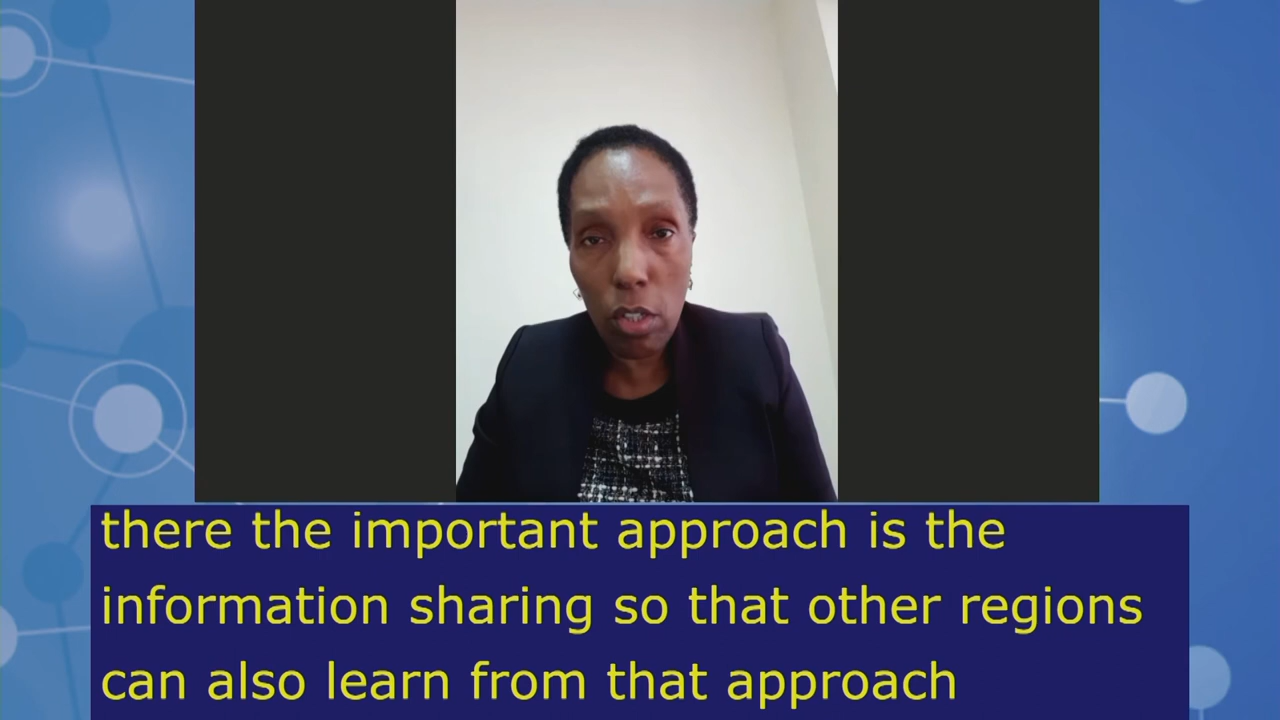 there the important approach is the
information sharing so that other regions
can also learn from that approach